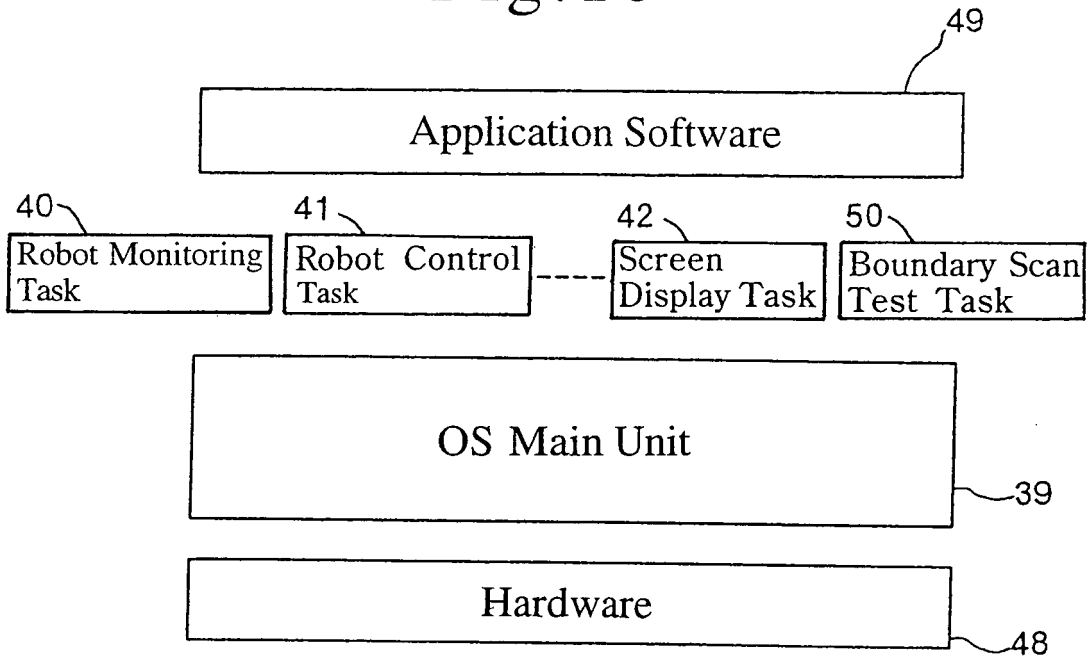 49
Application Software
40 41 42 50
Robot Monitoring Task
Robot Control Task
Screen Display Task
Boundary Scan Test Task
OS Main Unit
39
Hardware
48